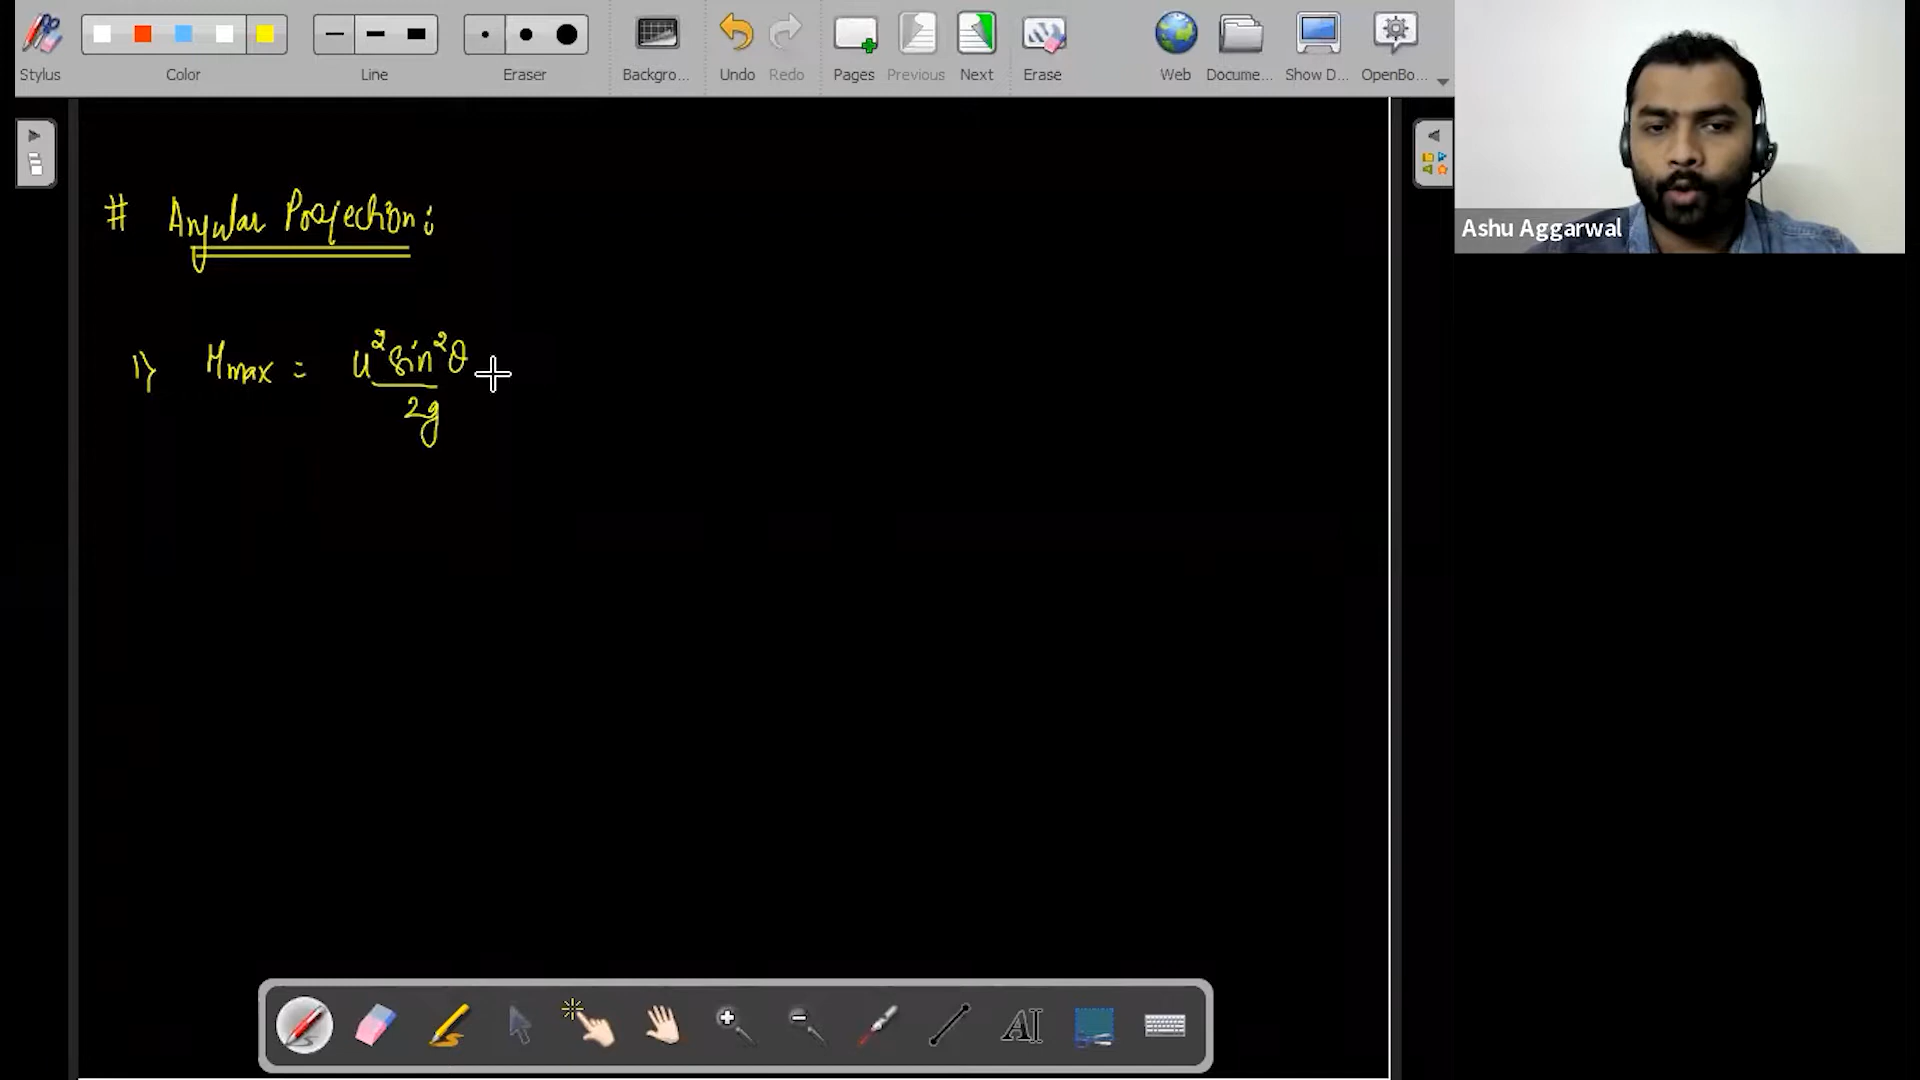 Stylus Color Line Eraser Backgro... Undo Redo Pages Previous Next Erase Web Docume... Show D... OpenBo...
Ashu Aggarwal
# Angular Projection:
1) Hmax = u²sin²θ
2g
AI